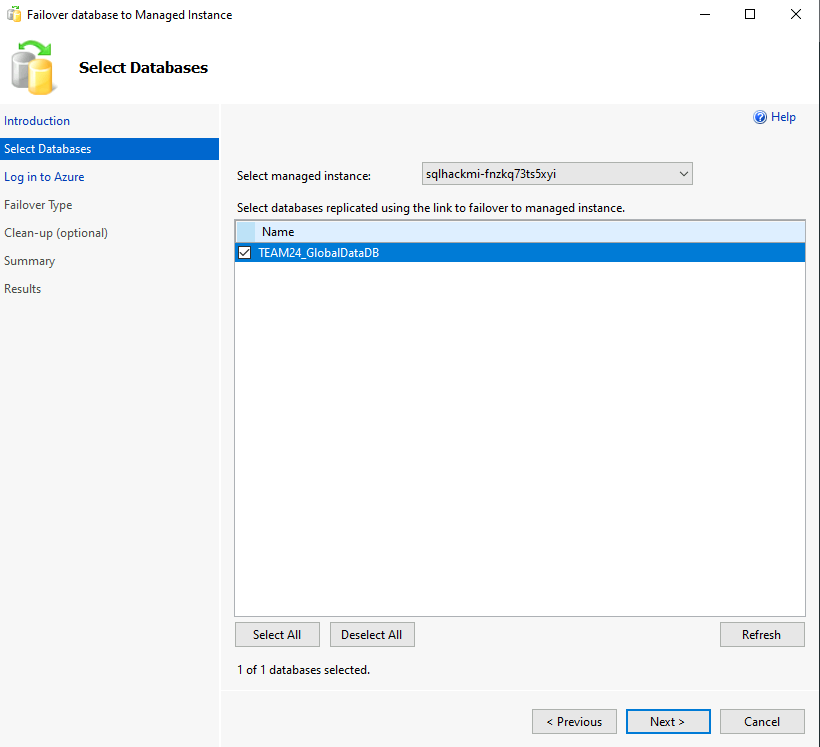 Failover database to Managed Instance
Select Databases
Introduction
Select Databases
Log in to Azure
Failover Type
Clean-up (optional)
Summary
Results
Help
Select managed instance:
sqlhackmi-fnzkq73ts5xyi
Select databases replicated using the link to failover to managed instance.
Name
TEAM24_GlobalDataDB
Select All
Deselect All
Refresh
1 of 1 databases selected.
< Previous
Next >
Cancel